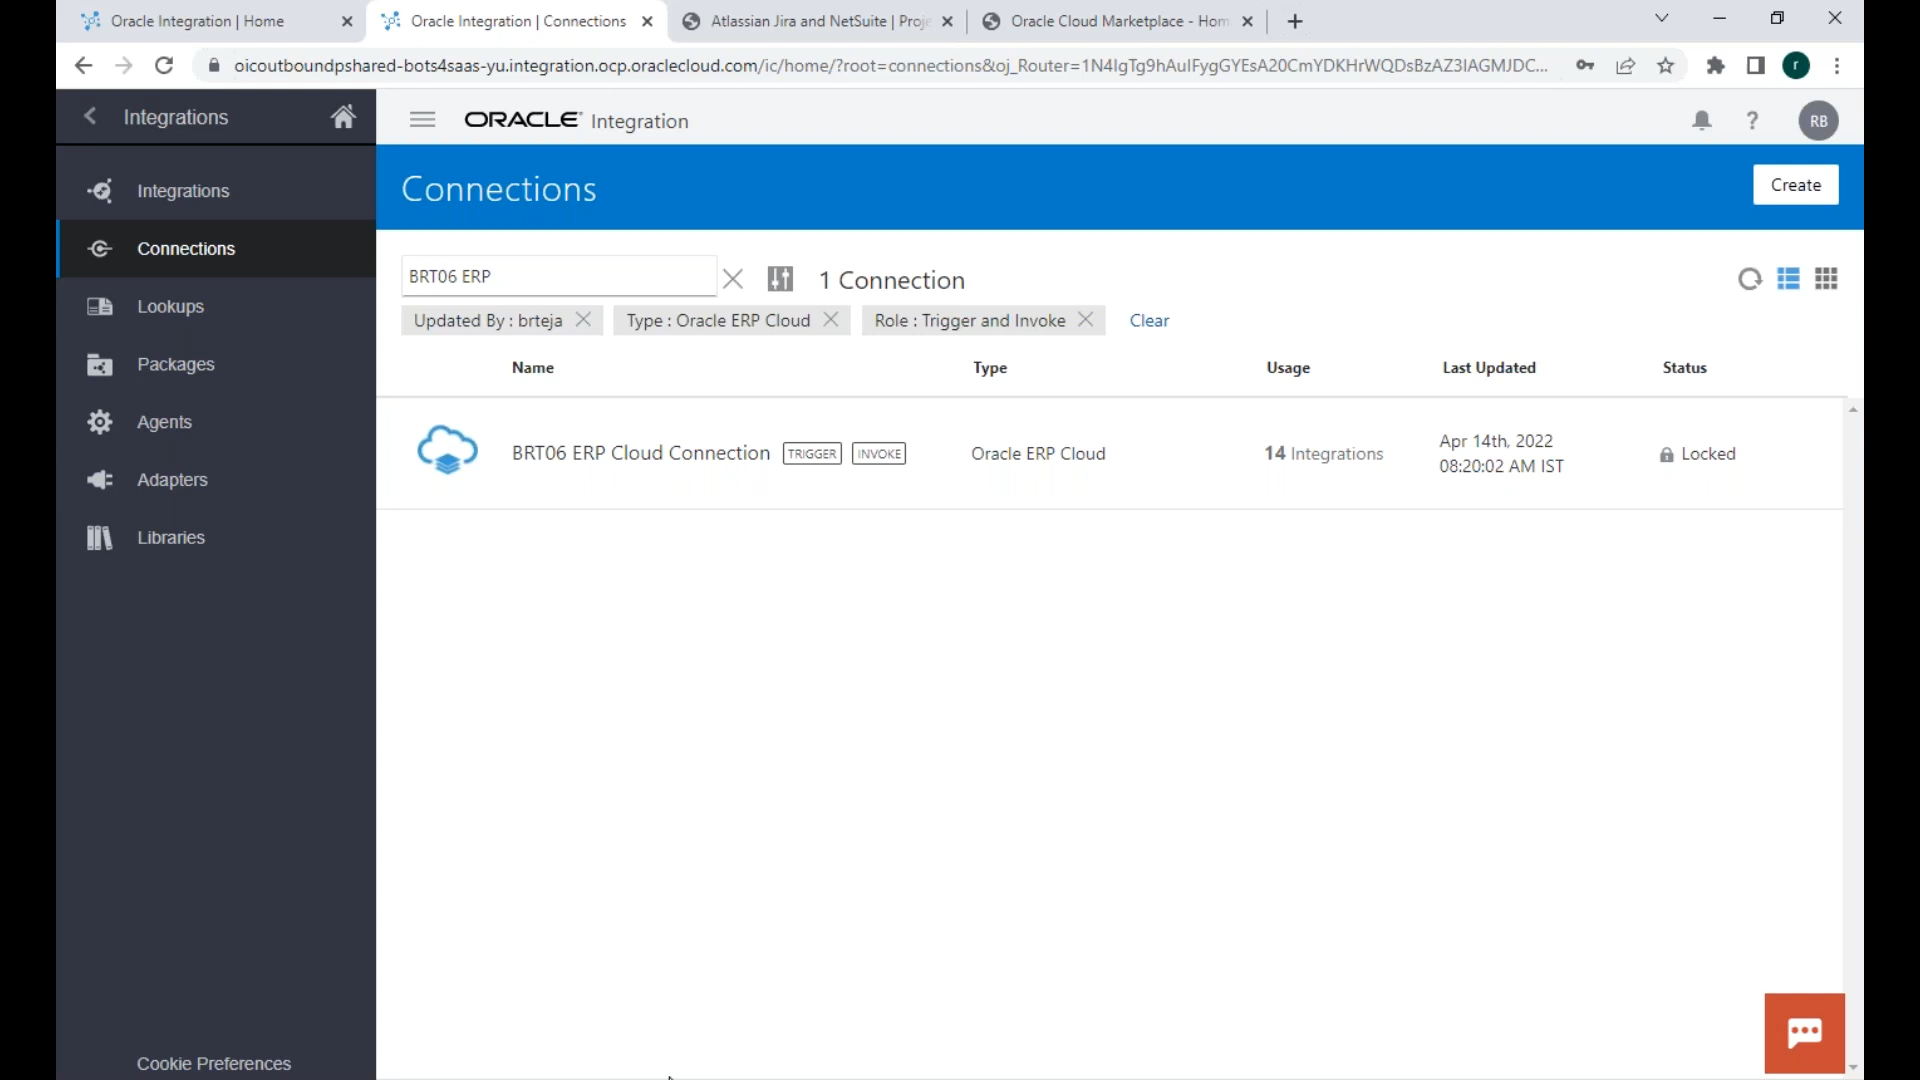 Oracle Integration | Home
Oracle Integration | Connections
Atlassian Jira and NetSuite | Proje
Oracle Cloud Marketplace - Hom
oicoutboundpshared-bots4saas-yu.integration.ocp.oraclecloud.com/ic/home/?root=connections&oj_Router=1N4IgTg9hAuIFygGYEsA20CmYDKHrWQDsBzAZ3IAGMJDC...
r
Integrations
ORACLE Integration
?
RB
Connections
Create
Integrations
Connections
Lookups
Packages
Agents
Adapters
Libraries
Cookie Preferences
BRT06 ERP
1 Connection
Updated By : brteja
Type : Oracle ERP Cloud
Role : Trigger and Invoke
Clear
Name Type Usage Last Updated Status
BRT06 ERP Cloud Connection TRIGGER INVOKE
Oracle ERP Cloud
14 Integrations
Apr 14th, 2022
08:20:02 AM IST
Locked